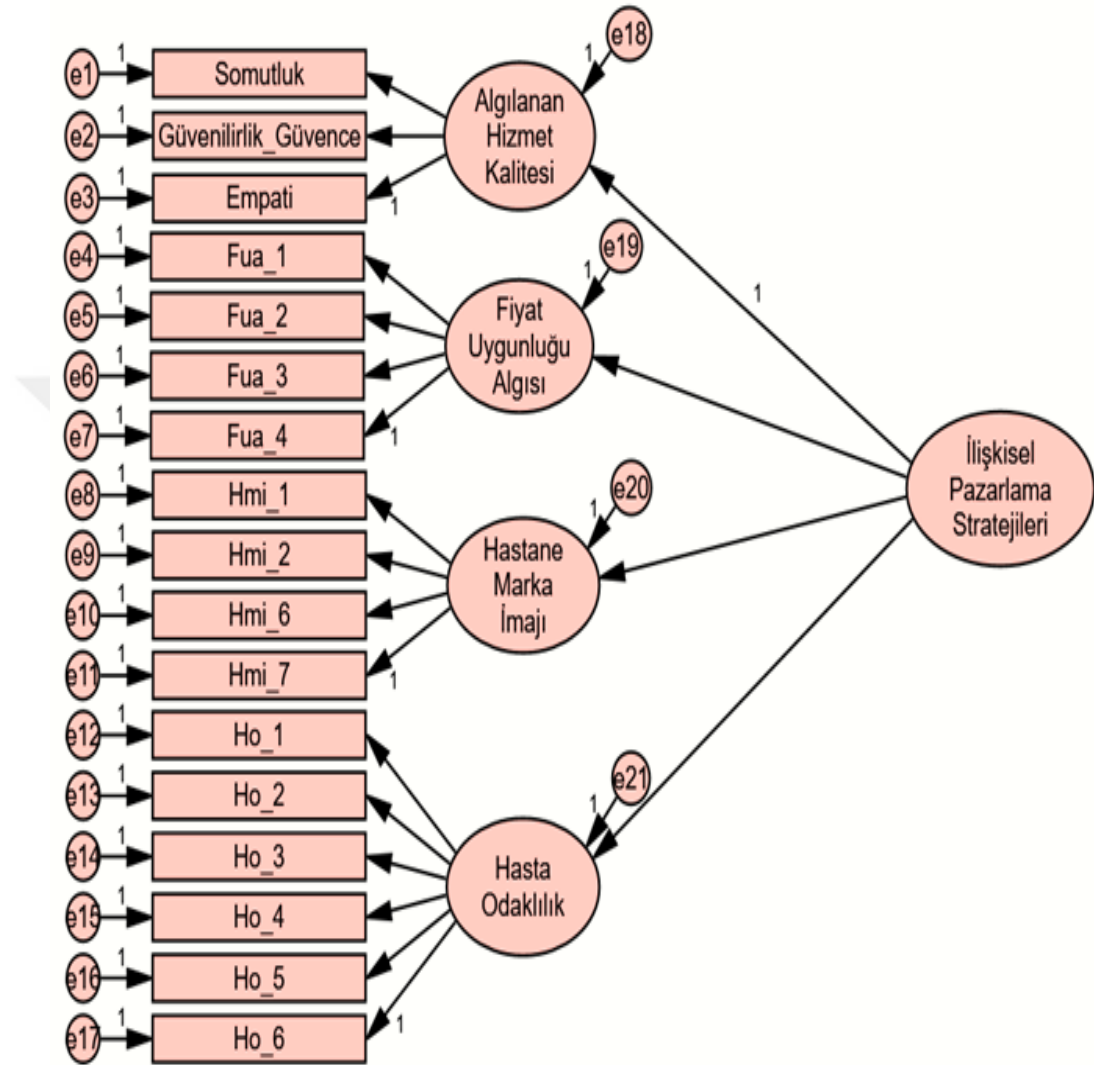 e18
1
e1
1
Somutluk
Algılanan
Hizmet
Kalitesi
e2
1
Güvenilirlik_Güvence
e3
1
Empati
1
e4
1
Fua_1
e19
1
e5
1
Fua_2
Fiyat
Uygunluğu
Algısı
1
e6
1
Fua_3
e7
1
Fua_4
1
e8
1
Hmi_1
e20
1
İlişkisel
Pazarlama
Stratejileri
e9
1
Hmi_2
Hastane
Marka
İmajı
e10
1
Hmi_6
e11
1
Hmi_7
1
e12
1
Ho_1
e21
1
e13
1
Ho_2
e14
1
Ho_3
Hasta
Odaklılık
e15
1
Ho_4
e16
1
Ho_5
e17
1
Ho_6
1